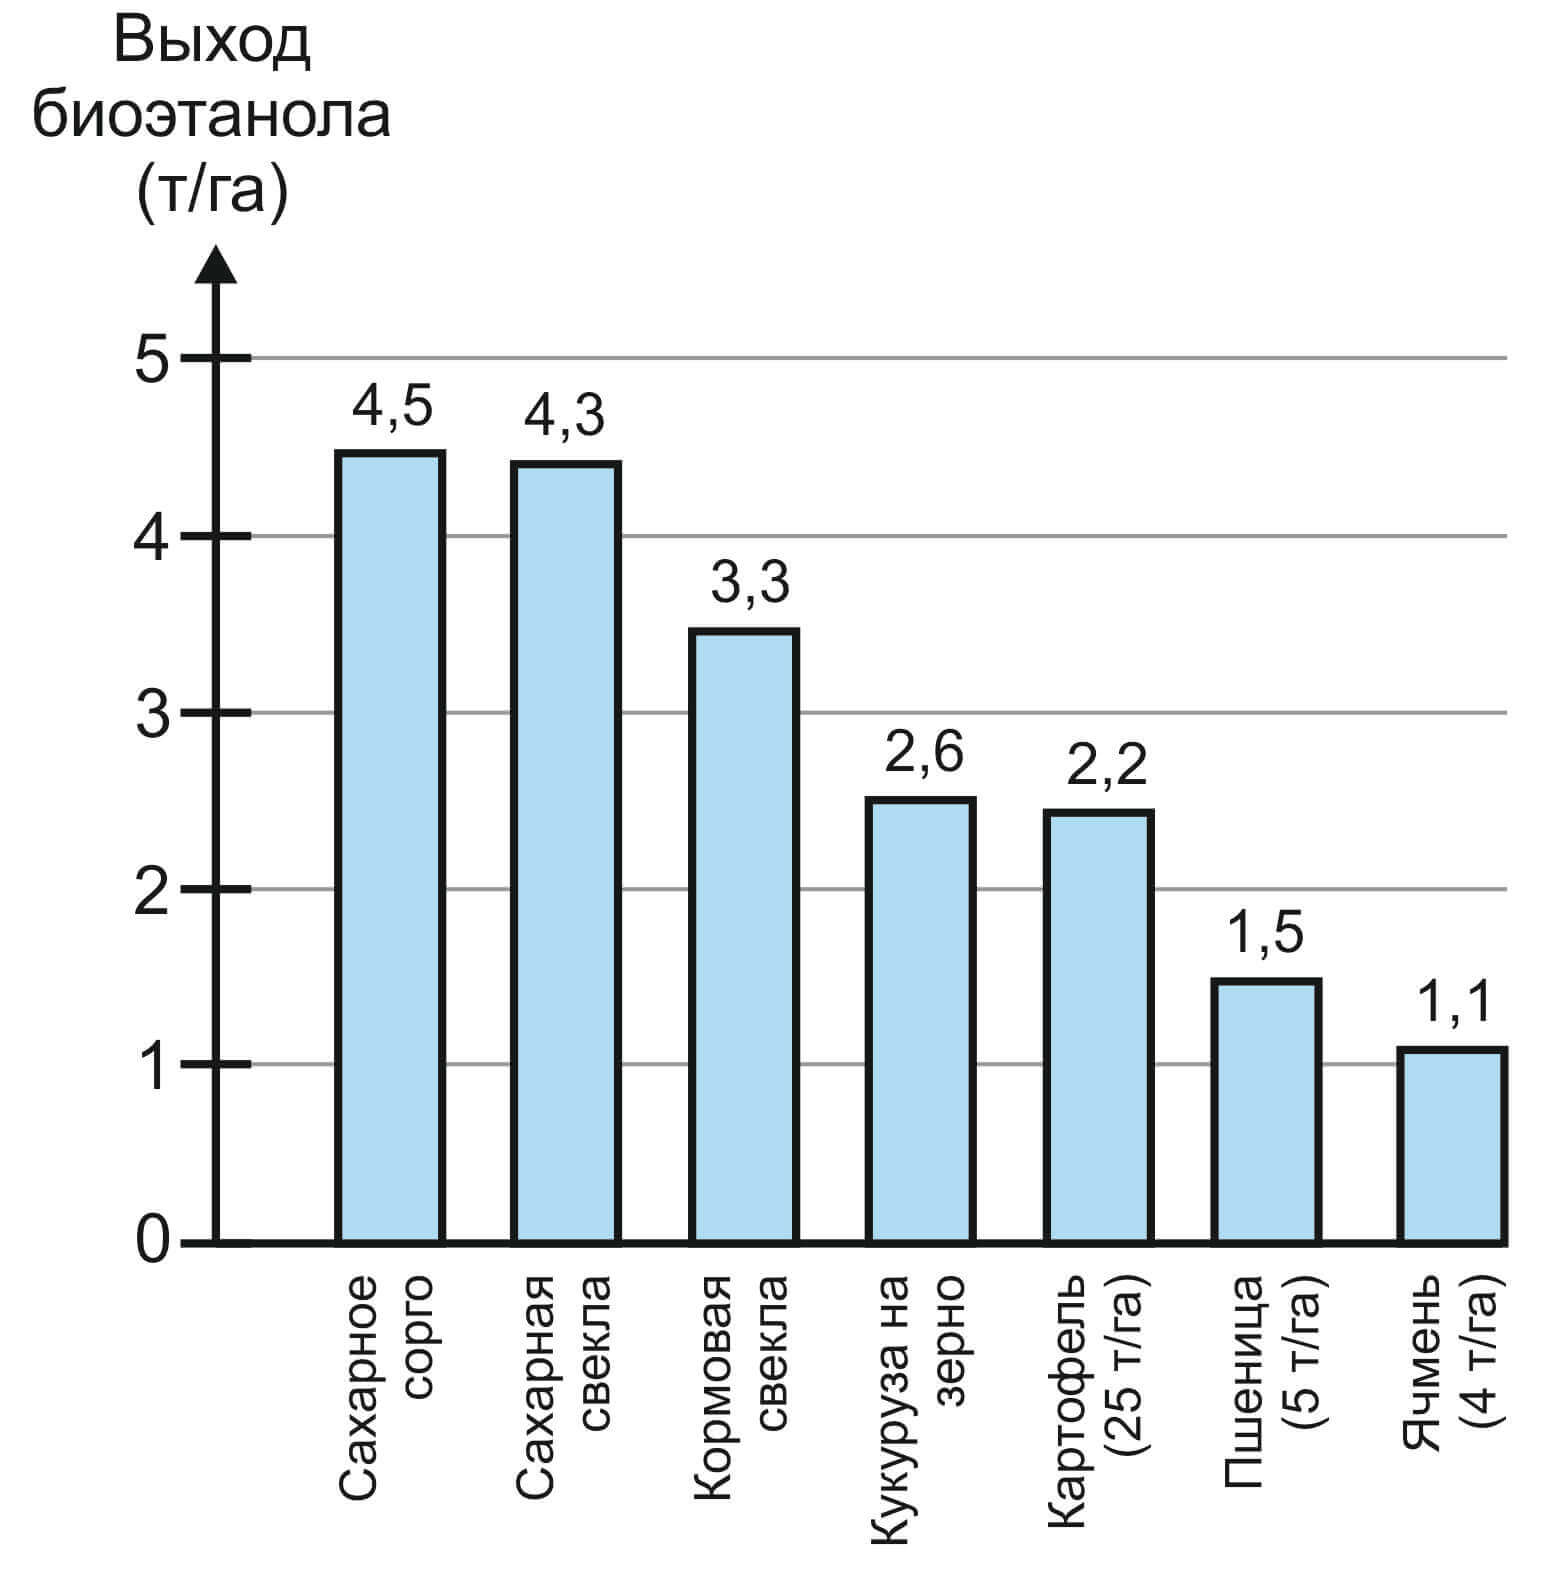 Выход
биоэтанола
(т/га)
5
4
3
2
1
0
4,5
4,3
3,3
2,6
2,2
1,5
1,1
Сахарное
сорго
Сахарная
свекла
Кормовая
свекла
Кукуруза на
зерно
Картофель
(25 т/га)
Пшеница
(5 т/га)
Ячмень
(4 т/га)